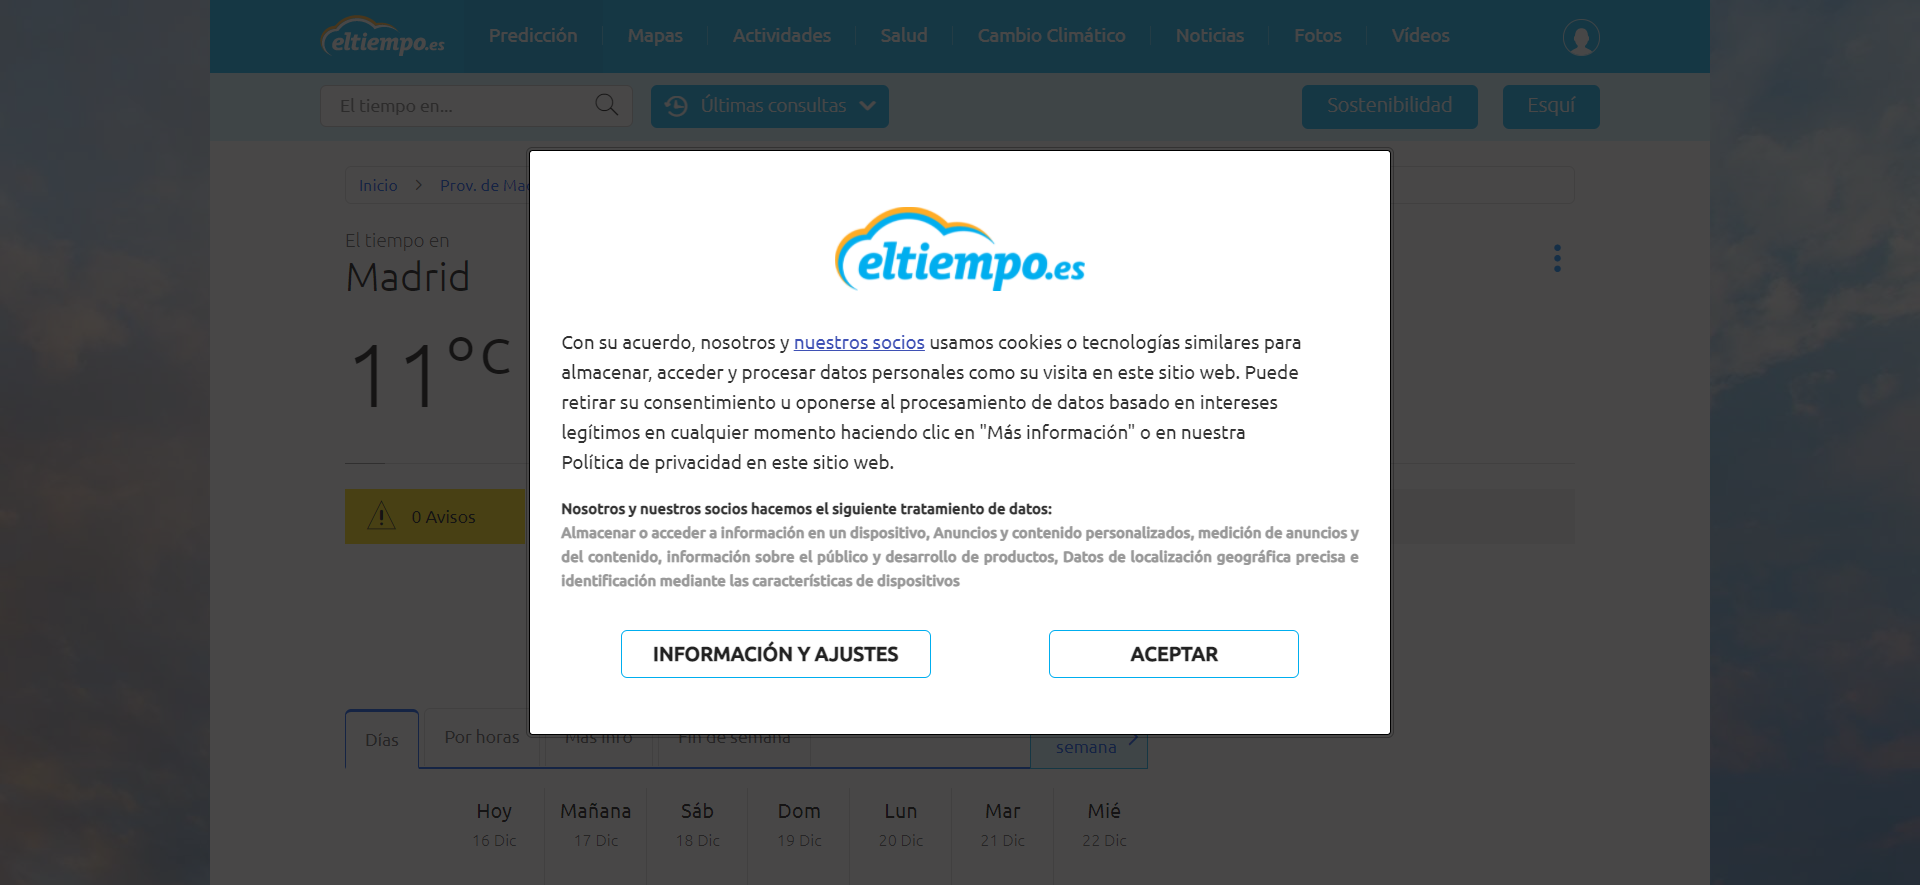 eltiempo.es
Predicción
Mapas
Actividades
Salud
Cambio Climático
Noticias
Fotos
Vídeos
El tiempo en...
Últimas consultas
Sostenibilidad
Esquí
Inicio
Prov. de Ma
El tiempo en
Madrid
11°C
0 Avisos
eltiempo.es
Con su acuerdo, nosotros y nuestros socios usamos cookies o tecnologías similares para
almacenar, acceder y procesar datos personales como su visita en este sitio web. Puede
retirar su consentimiento u oponerse al procesamiento de datos basado en intereses
legítimos en cualquier momento haciendo clic en "Más información" o en nuestra
Política de privacidad en este sitio web.
Nosotros y nuestros socios hacemos el siguiente tratamiento de datos:
Almacenar o acceder a información en un dispositivo, Anuncios y contenido personalizados, medición de anuncios y
del contenido, información sobre el público y desarrollo de productos, Datos de localización geográfica precisa e
identificación mediante las características de dispositivos
INFORMACIÓN Y AJUSTES
ACEPTAR
Días
Por horas
Más info
Fin de semana
semana
Hoy
Mañana
Sáb
Dom
Lun
Mar
Mié
16 Dic
17 Dic
18 Dic
19 Dic
20 Dic
21 Dic
22 Dic